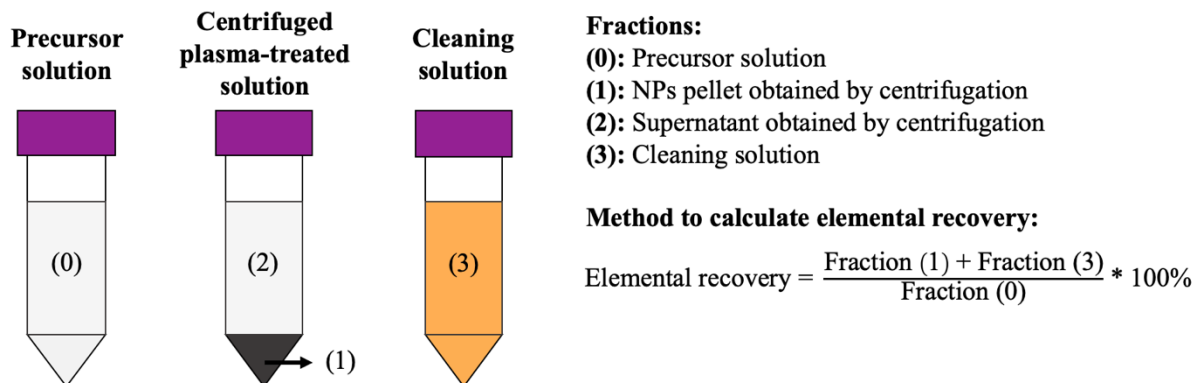 Precursor
solution
Centrifuged
plasma-treated
solution
Cleaning
solution
(0)
(2)
(3)
(1)
Fractions:
(0): Precursor solution
(1): NPs pellet obtained by centrifugation
(2): Supernatant obtained by centrifugation
(3): Cleaning solution
Method to calculate elemental recovery:
Elemental recovery = Fraction (1) + Fraction (3) / Fraction (0) * 100%